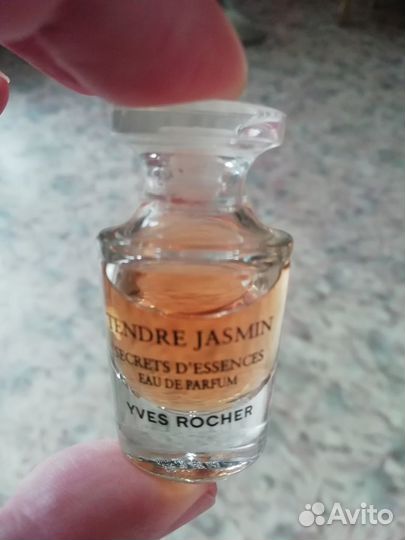 TENDRE JASMIN
SECRETS D'ESSENCES
EAU DE PARFUM
YVES ROCHER
Avito